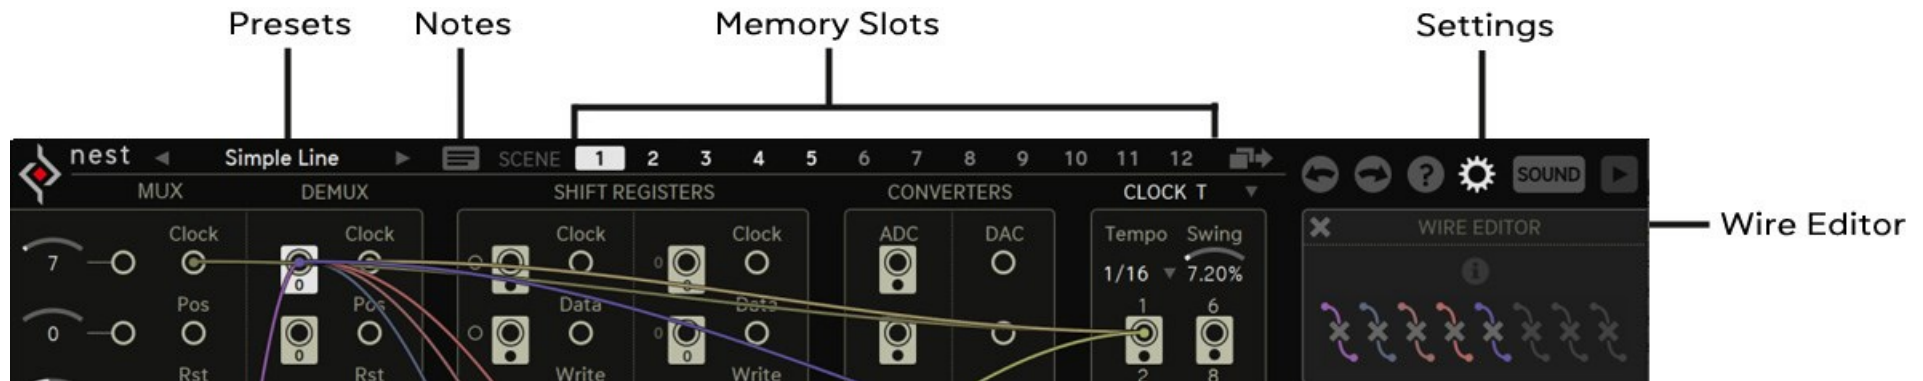 Presets Notes Memory Slots Settings
nest Simple Line SCENE 1 2 3 4 5 6 7 8 9 10 11 12 ? SOUND
MUX DEMUX SHIFT REGISTERS CONVERTERS CLOCK T WIRE EDITOR
Wire Editor
Clock Clock Clock Clock ADC DAC Tempo Swing
7 0 0 0 1/16 7.20% i
Pos Pos Data Data 1 6
0 0 0 0
Rst Rst Write Write 2 8